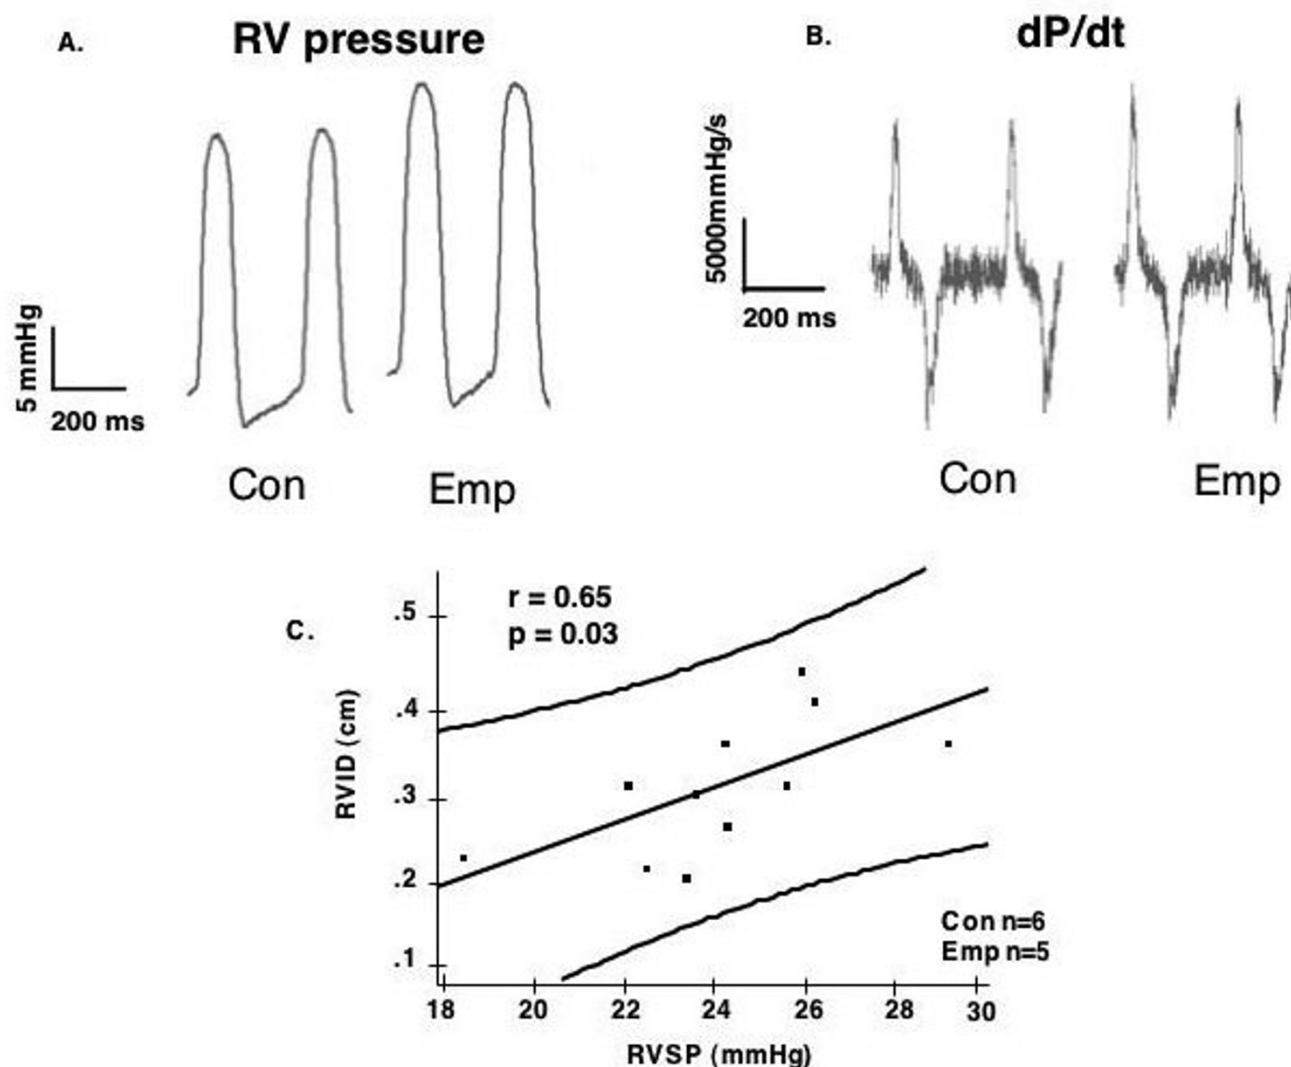 A.
RV pressure
5 mmHg
200 ms
Con
Emp
B.
dP/dt
5000mmHg/s
200 ms
Con
Emp
C.
r = 0.65
p = 0.03
RVID (cm)
.5
.4
.3
.2
.1
Con n=6
Emp n=5
18 20 22 24 26 28 30
RVSP (mmHg)